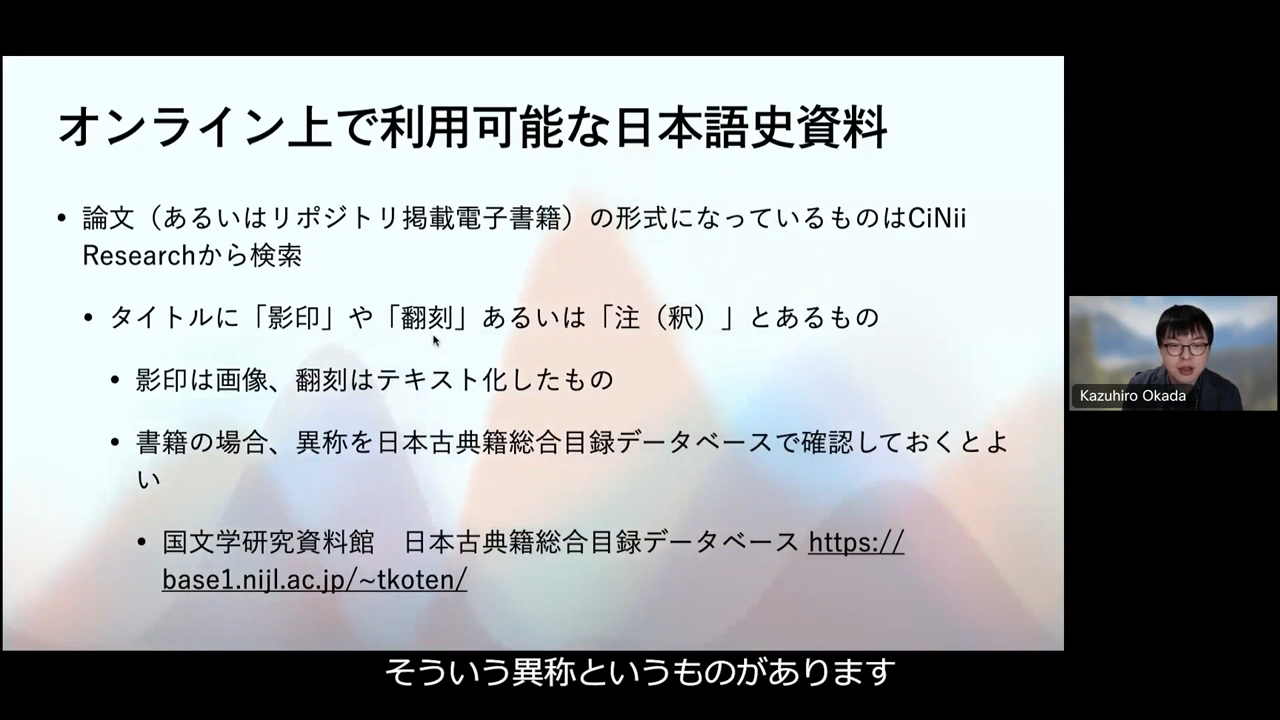 オンライン上で利用可能な日本語史資料
• 論文（あるいはリポジトリ掲載電子書籍）の形式になっているものはCiNii
Researchから検索
• タイトルに「影印」や「翻刻」あるいは「注（釈）」とあるもの
• 影印は画像、翻刻はテキスト化したもの
• 書籍の場合、異称を日本古典籍総合目録データベースで確認しておくとよ
い
• 国文学研究資料館　日本古典籍総合目録データベース https://
base1.nijl.ac.jp/~tkoten/
Kazuhiro Okada
そういう異称というものがあります